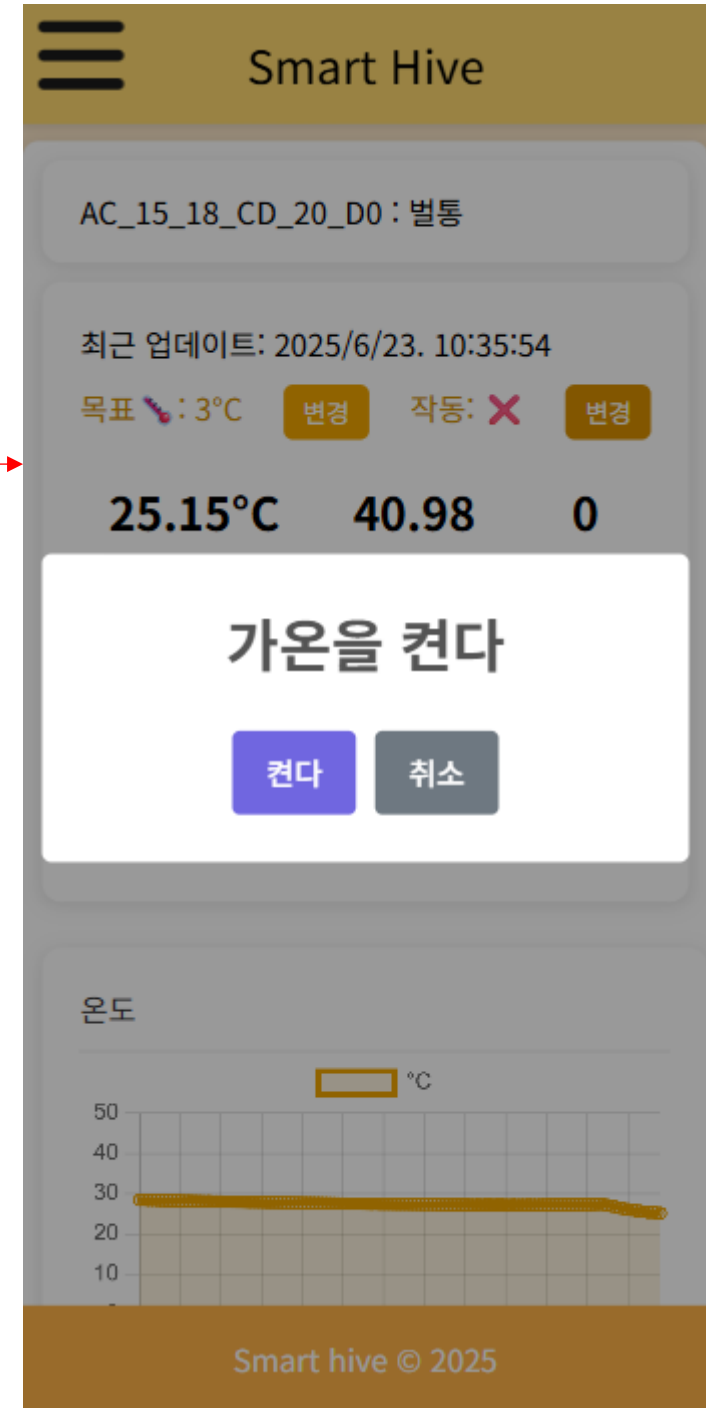 Smart Hive
AC_15_18_CD_20_D0 : 벌통
최근 업데이트: 2025/6/23. 10:35:54
목표 🌡️: 3°C 변경 작동: ❌ 변경
25.15°C 40.98 0
가온을 켠다
켠다 취소
온도
°C
50
40
30
20
10
Smart hive © 2025